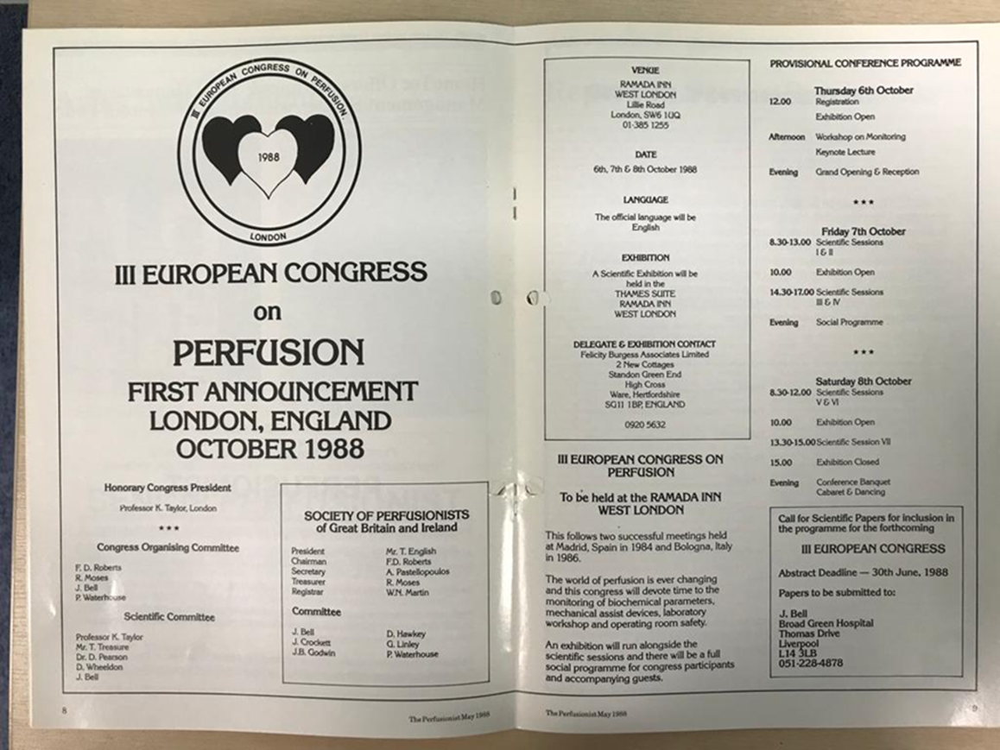 III EUROPEAN CONGRESS ON PERFUSION.
1988
LONDON
III EUROPEAN CONGRESS
on
PERFUSION
FIRST ANNOUNCEMENT
LONDON, ENGLAND
OCTOBER 1988
Honorary Congress President
Professor K. Taylor, London
***
Congress Organising Committee
F. D. Roberts
R. Moses
J. Bell
P. Waterhouse
Scientific Committee
Professor K. Taylor
Mr. T. Treasure
Dr. D. Pearson
D. Wheeldon
J. Bell
SOCIETY OF PERFUSIONISTS
of Great Britain and Ireland
President Mr. T. English
Chairman F.D. Roberts
Secretary A. Pastellopoulos
Treasurer R. Moses
Registrar W.N. Martin
Committee
J. Bell D. Hawkey
J. Crockett G. Linley
J.B. Godwin P. Waterhouse
8
The Perfusionist May 1988
VENUE
RAMADA INN
WEST LONDON
Lillie Road
London, SW6 1UQ
01-385 1255
DATE
6th, 7th & 8th October 1988
LANGUAGE
The official language will be
English
EXHIBITION
A Scientific Exhibition will be
held in the
THAMES SUITE
RAMADA INN
WEST LONDON
DELEGATE & EXHIBITION CONTACT
Felicity Burgess Associates Limited
2 New Cottages
Standon Green End
High Cross
Ware, Hertfordshire
SG11 1BP, ENGLAND
0920 5632
III EUROPEAN CONGRESS ON
PERFUSION
To be held at the RAMADA INN
WEST LONDON
This follows two successful meetings held
at Madrid, Spain in 1984 and Bologna, Italy
in 1986.
The world of perfusion is ever changing
and this congress will devote time to the
monitoring of biochemical parameters,
mechanical assist devices, laboratory
workshop and operating room safety.
An exhibition will run alongside the
scientific sessions and there will be a full
social programme for congress participants
and accompanying guests.
The Perfusionist May 1988
PROVISIONAL CONFERENCE PROGRAMME
Thursday 6th October
12.00 Registration
Exhibition Open
Afternoon Workshop on Monitoring
Keynote Lecture
Evening Grand Opening & Reception
***
Friday 7th October
8.30-13.00 Scientific Sessions
I & II
10.00 Exhibition Open
14.30-17.00 Scientific Sessions
III & IV
Evening Social Programme
***
Saturday 8th October
8.30-12.00 Scientific Sessions
V & VI
10.00 Exhibition Open
13.30-15.00 Scientific Session VII
15.00 Exhibition Closed
Evening Conference Banquet
Cabaret & Dancing
Call for Scientific Papers for inclusion in
the programme for the forthcoming
III EUROPEAN CONGRESS
Abstract Deadline — 30th June, 1988
Papers to be submitted to:
J. Bell
Broad Green Hospital
Thomas Drive
Liverpool
L14 3LB
051-228-4878
9